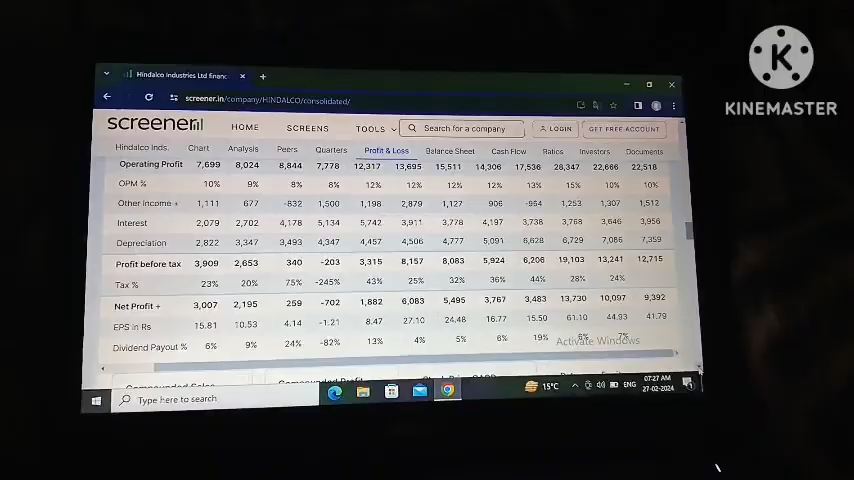 K
KINEMASTER
Hindalco Industries Ltd financ
screener.in/company/HINDALCO/consolidated/
screener HOME SCREENS TOOLS Search for a company LOGIN GET FREE ACCOUNT
Hindalco Inds. Chart Analysis Peers Quarters Profit & Loss Balance Sheet Cash Flow Ratios Investors Documents
Operating Profit 7,699 8,024 8,844 7,778 12,317 13,695 15,511 14,306 17,536 28,347 22,666 22,518
OPM % 10% 9% 8% 8% 12% 12% 12% 12% 13% 15% 10% 10%
Other Income + 1,111 677 -832 1,500 1,198 2,879 1,127 906 -954 1,253 1,307 1,512
Interest 2,079 2,702 4,178 5,134 5,742 3,911 3,778 4,197 3,738 3,768 3,646 3,956
Depreciation 2,822 3,347 3,493 4,347 4,457 4,506 4,777 5,091 6,628 6,729 7,086 7,359
Profit before tax 3,909 2,653 340 -203 3,315 8,157 8,083 5,924 6,206 19,103 13,241 12,715
Tax % 23% 20% 75% -245% 43% 25% 32% 36% 44% 28% 24%
Net Profit + 3,007 2,195 259 -702 1,882 6,083 5,495 3,767 3,483 13,730 10,097 9,392
EPS in Rs 15.81 10.53 4.14 -1.21 8.47 27.10 24.48 16.77 15.50 61.10 44.93 41.79
Dividend Payout % 6% 9% 24% -82% 13% 4% 5% 6% 19% 6% 7%
Activate Windows
Compounded Sales Compounded Profit
Type here to search 15°C ENG 07:27 AM
27-02-2024